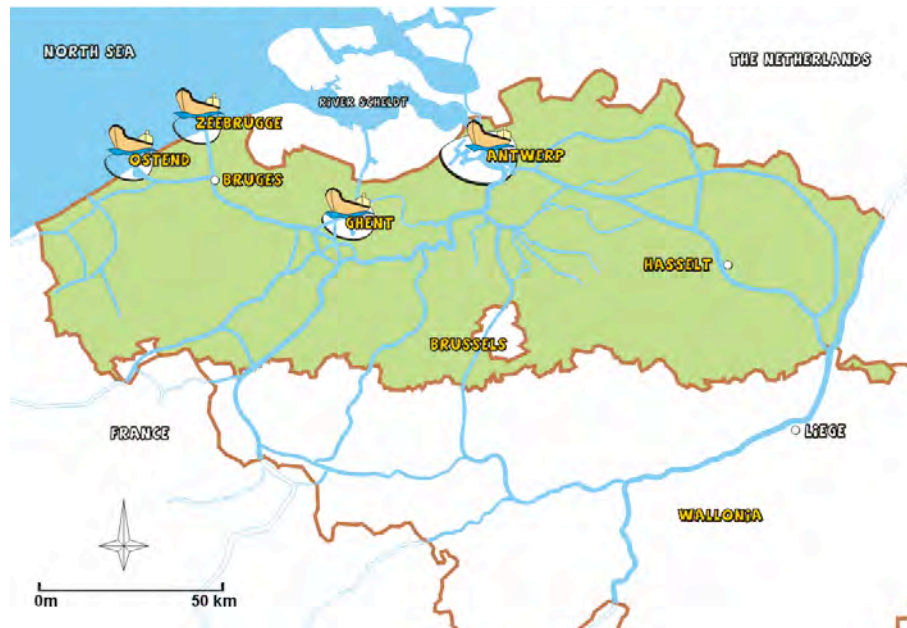 NORTH SEA
THE NETHERLANDS
RIVER SCHELDT
ZEEBRUGGE
OSTEND
ANTWERP
BRUGES
GHENT
HASSELT
BRUSSELS
FRANCE
LIEGE
WALLONIA
0m 50 km